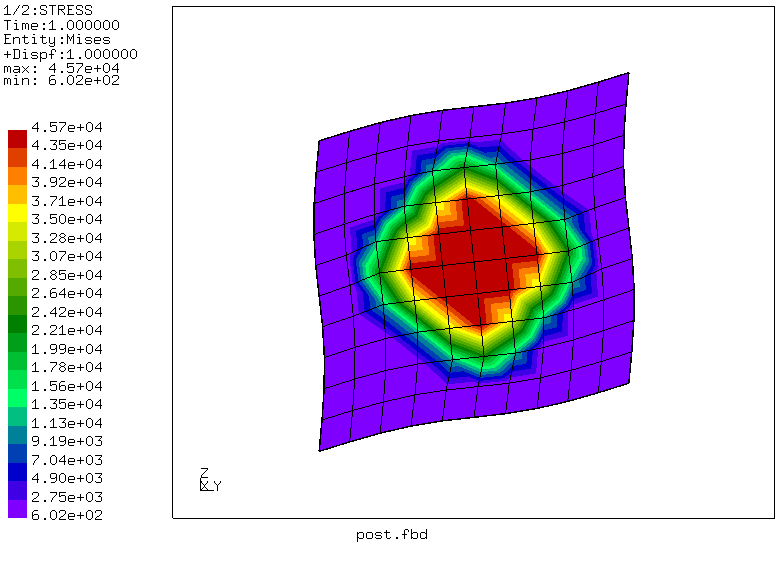 1/2:STRESS
Time:1.000000
Entity:Mises
+Dispf:1.000000
max: 4.57e+04
min: 6.02e+02
4.57e+04
4.35e+04
4.14e+04
3.92e+04
3.71e+04
3.50e+04
3.28e+04
3.07e+04
2.85e+04
2.64e+04
2.42e+04
2.21e+04
1.99e+04
1.78e+04
1.56e+04
1.35e+04
1.13e+04
9.19e+03
7.04e+03
4.90e+03
2.75e+03
6.02e+02
Z
X Y
post.fbd